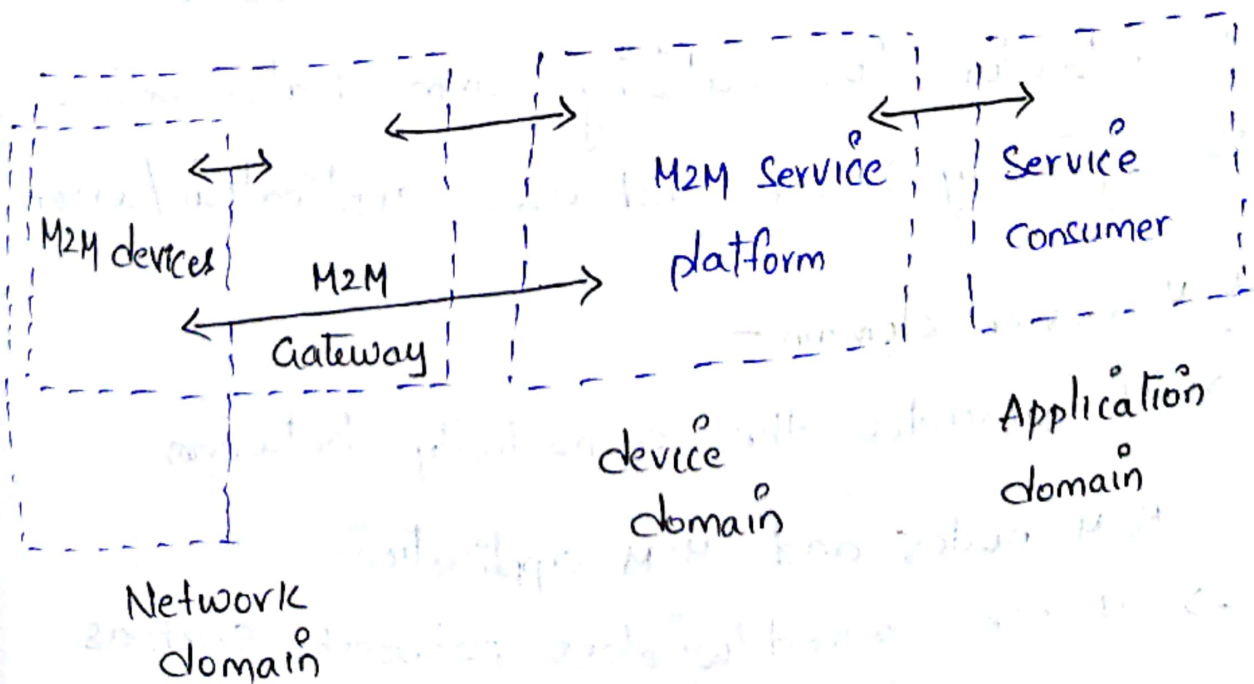 M2M devices
M2M
Gateway
M2M Service
platform
Service
consumer
device
domain
Application
domain
Network
domain